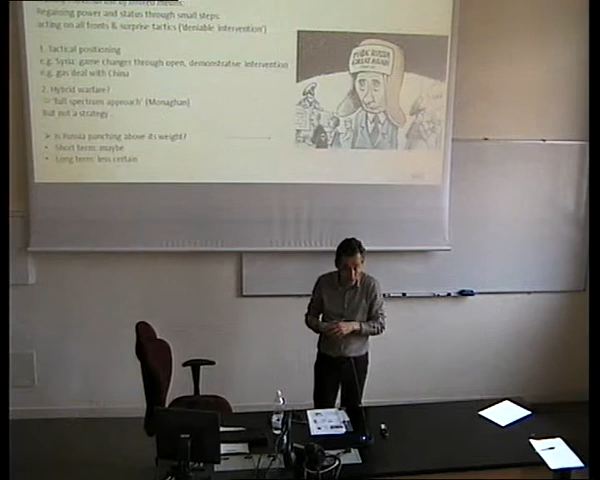 Regaining power and status through small steps:
acting on all fronts & surprise tactics ('deniable intervention')
1. Tactical positioning
e.g. Syria: game changers through open, demonstrative intervention
e.g. gas deal with China
2. Hybrid warfare?
'full spectrum approach' (Monaghan)
But not a strategy
Is Russia punching above its weight?
• Short term: maybe
• Long term: less certain
MAKE RUSSIA
GREAT AGAIN